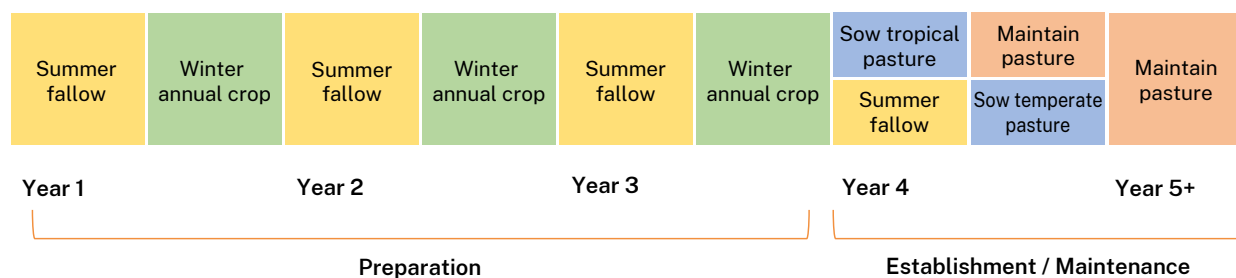 Summer
fallow
Winter
annual crop
Summer
fallow
Winter
annual crop
Summer
fallow
Winter
annual crop
Sow tropical
pasture
Summer
fallow
Maintain
pasture
Sow temperate
pasture
Maintain
pasture
Year 1
Year 2
Year 3
Year 4
Year 5+
Preparation
Establishment / Maintenance